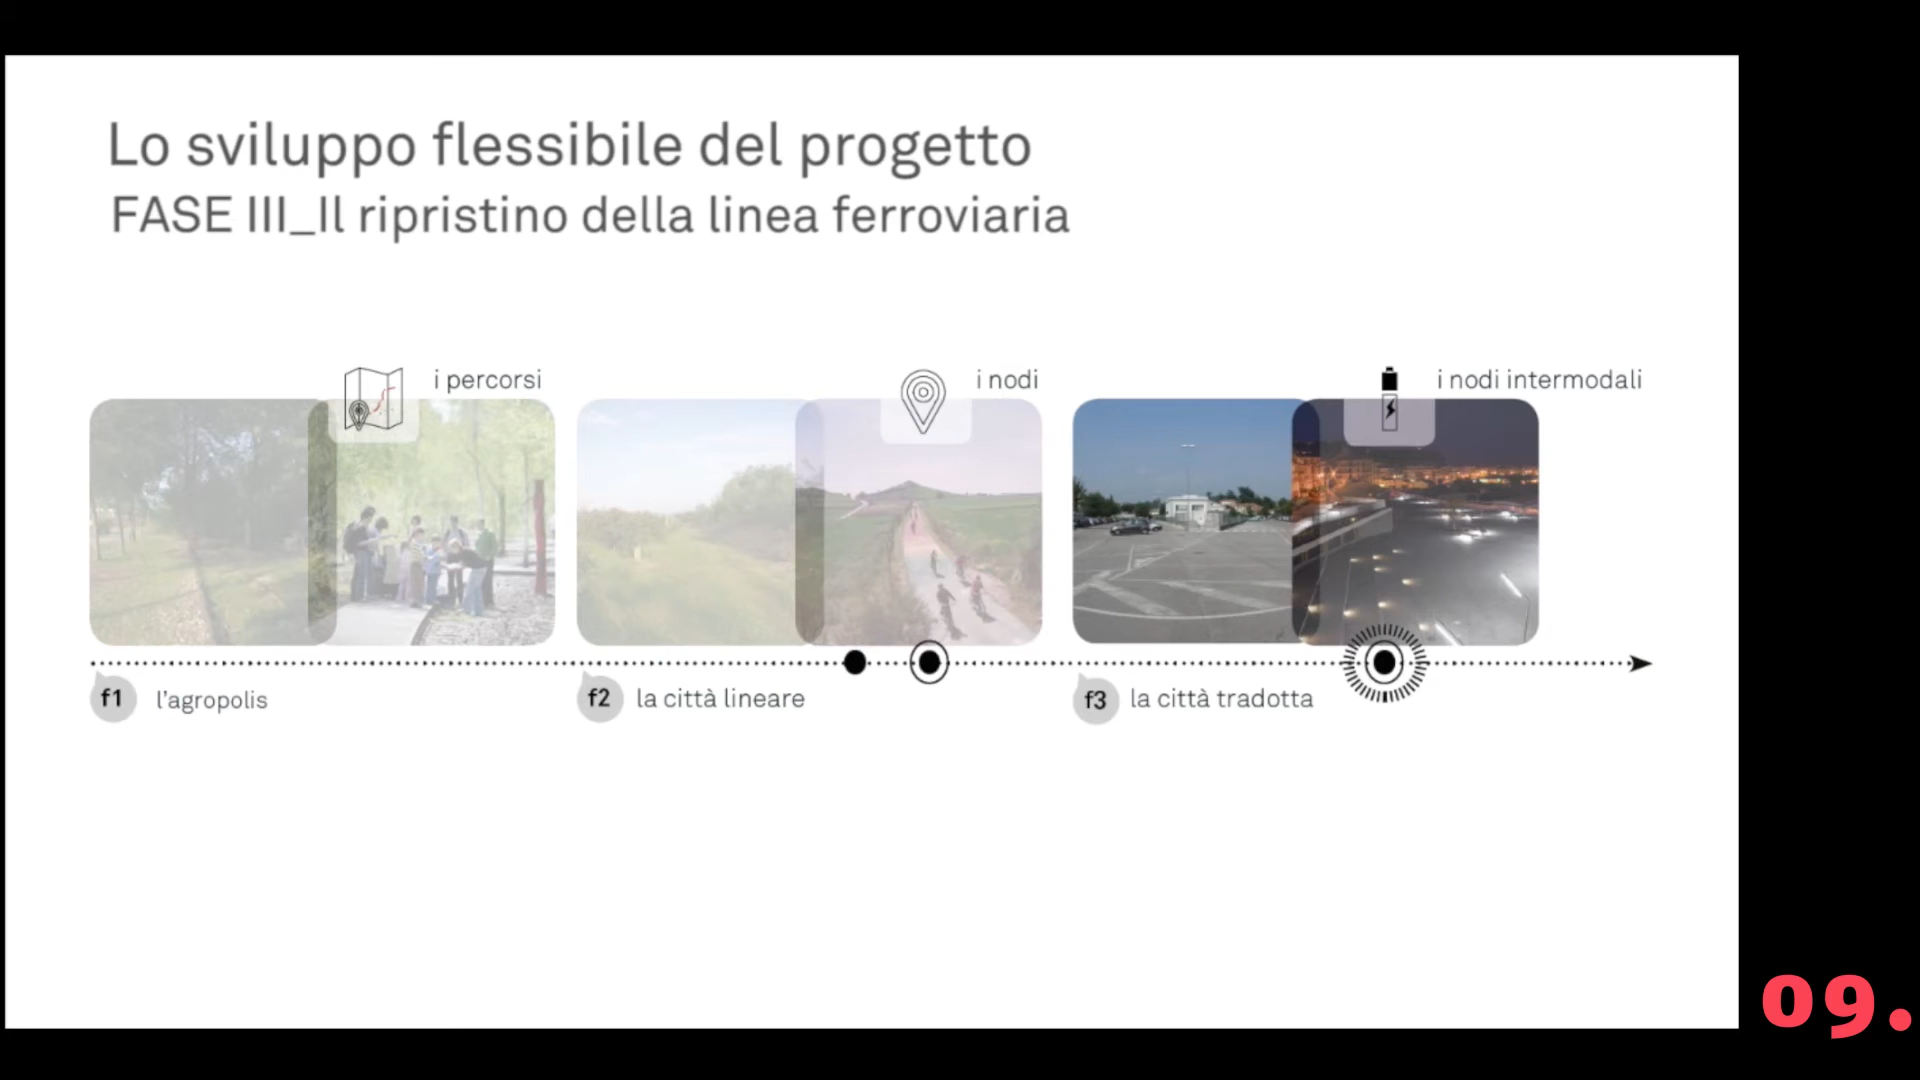 Lo sviluppo flessibile del progetto
FASE III_Il ripristino della linea ferroviaria
i percorsi
i nodi
i nodi intermodali
f1 l'agropolis
f2 la città lineare
f3 la città tradotta
09.